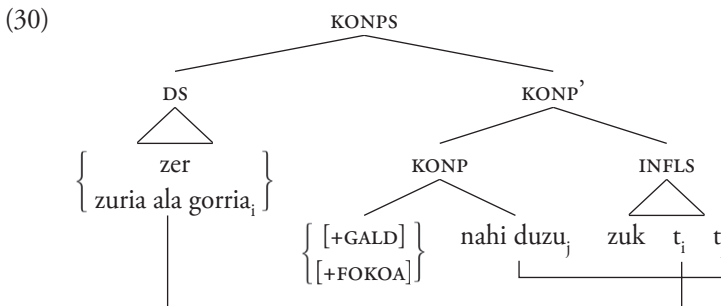 (30)
KONPS
DS KONP’
zer KONP INFLS
zuria ala gorria_i
[+GALD] nahi duzu_j zuk t_i t
[+FOKOA]